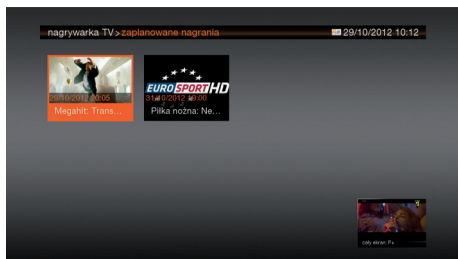 nagrywarka TV>zaplanowane nagrania
29/10/2012 10:12
29/10/2012 20:05
Megahit: Trans...
EUROSPORT HD
31/10/2012 19:00
Piłka nożna: Ne...
cały ekran: P+